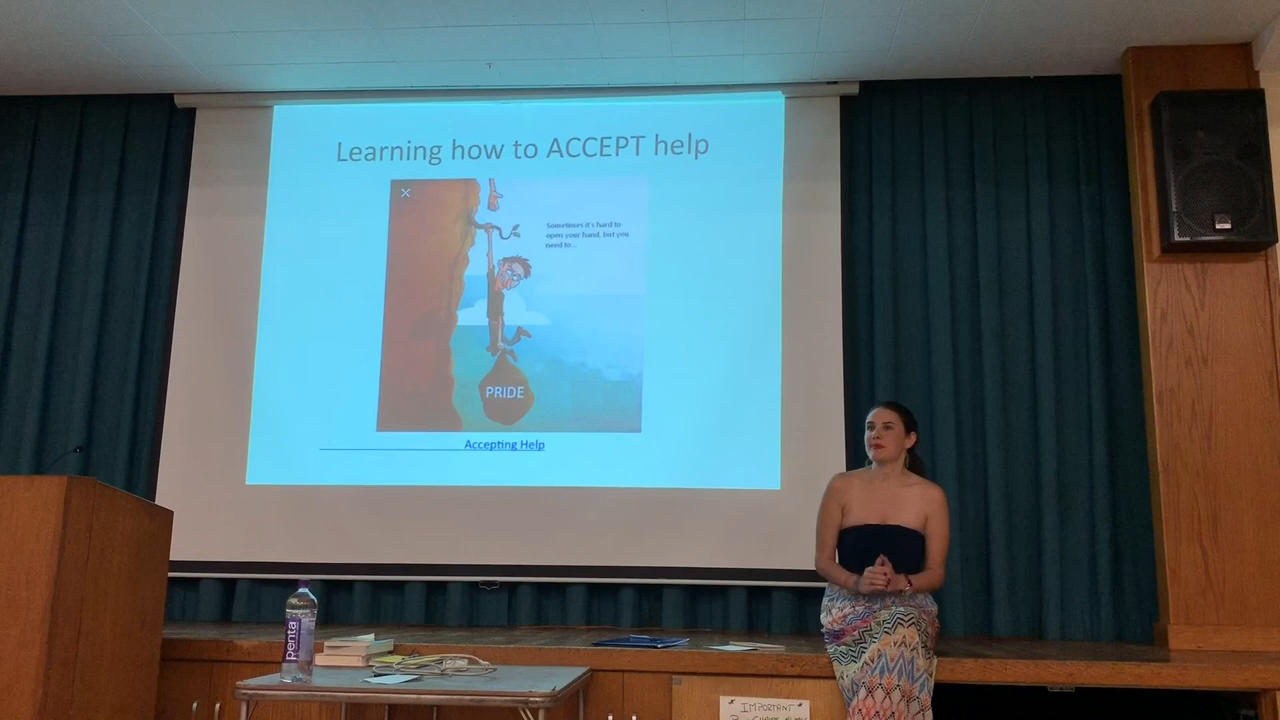 Learning how to ACCEPT help
Sometimes it's hard to
open your hand, but you
need to...
PRIDE
Accepting Help
penta
IMPORTANT